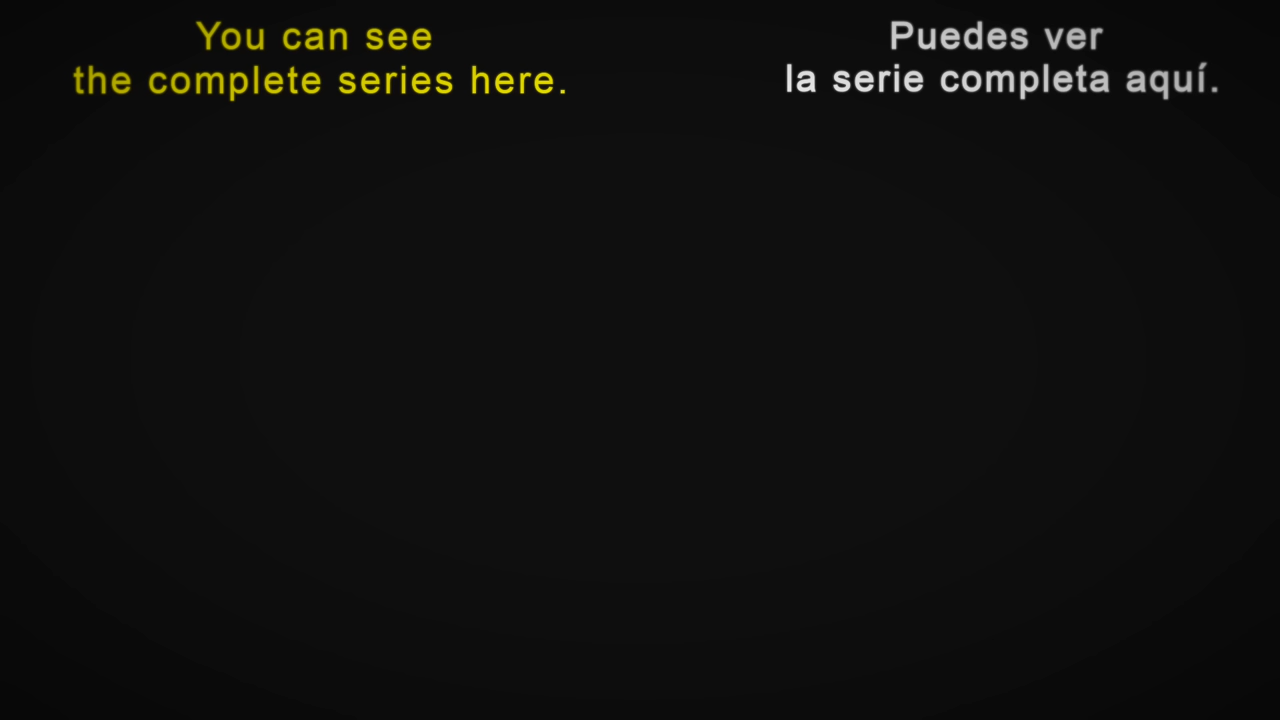 You can see
the complete series here.
Puedes ver
la serie completa aquí.